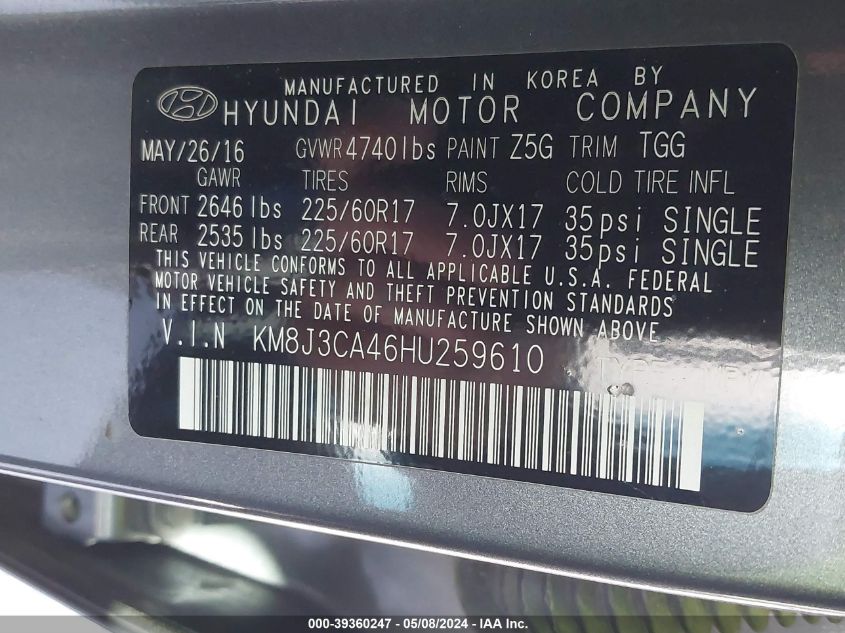 MANUFACTURED IN KOREA BY
HYUNDAI MOTOR COMPANY
MAY/26/16 GVWR 4740lbs PAINT Z5G TRIM TGG
GAWR TIRES RIMS COLD TIRE INFL
FRONT 2646lbs 225/60R17 7.0JX17 35psi SINGLE
REAR 2535lbs 225/60R17 7.0JX17 35psi SINGLE
THIS VEHICLE CONFORMS TO ALL APPLICABLE U.S.A. FEDERAL
MOTOR VEHICLE SAFETY AND THEFT PREVENTION STANDARDS
IN EFFECT ON THE DATE OF MANUFACTURE SHOWN ABOVE
V.I.N KM8J3CA46HU259610
000-39360247 - 05/08/2024 - IAA Inc.